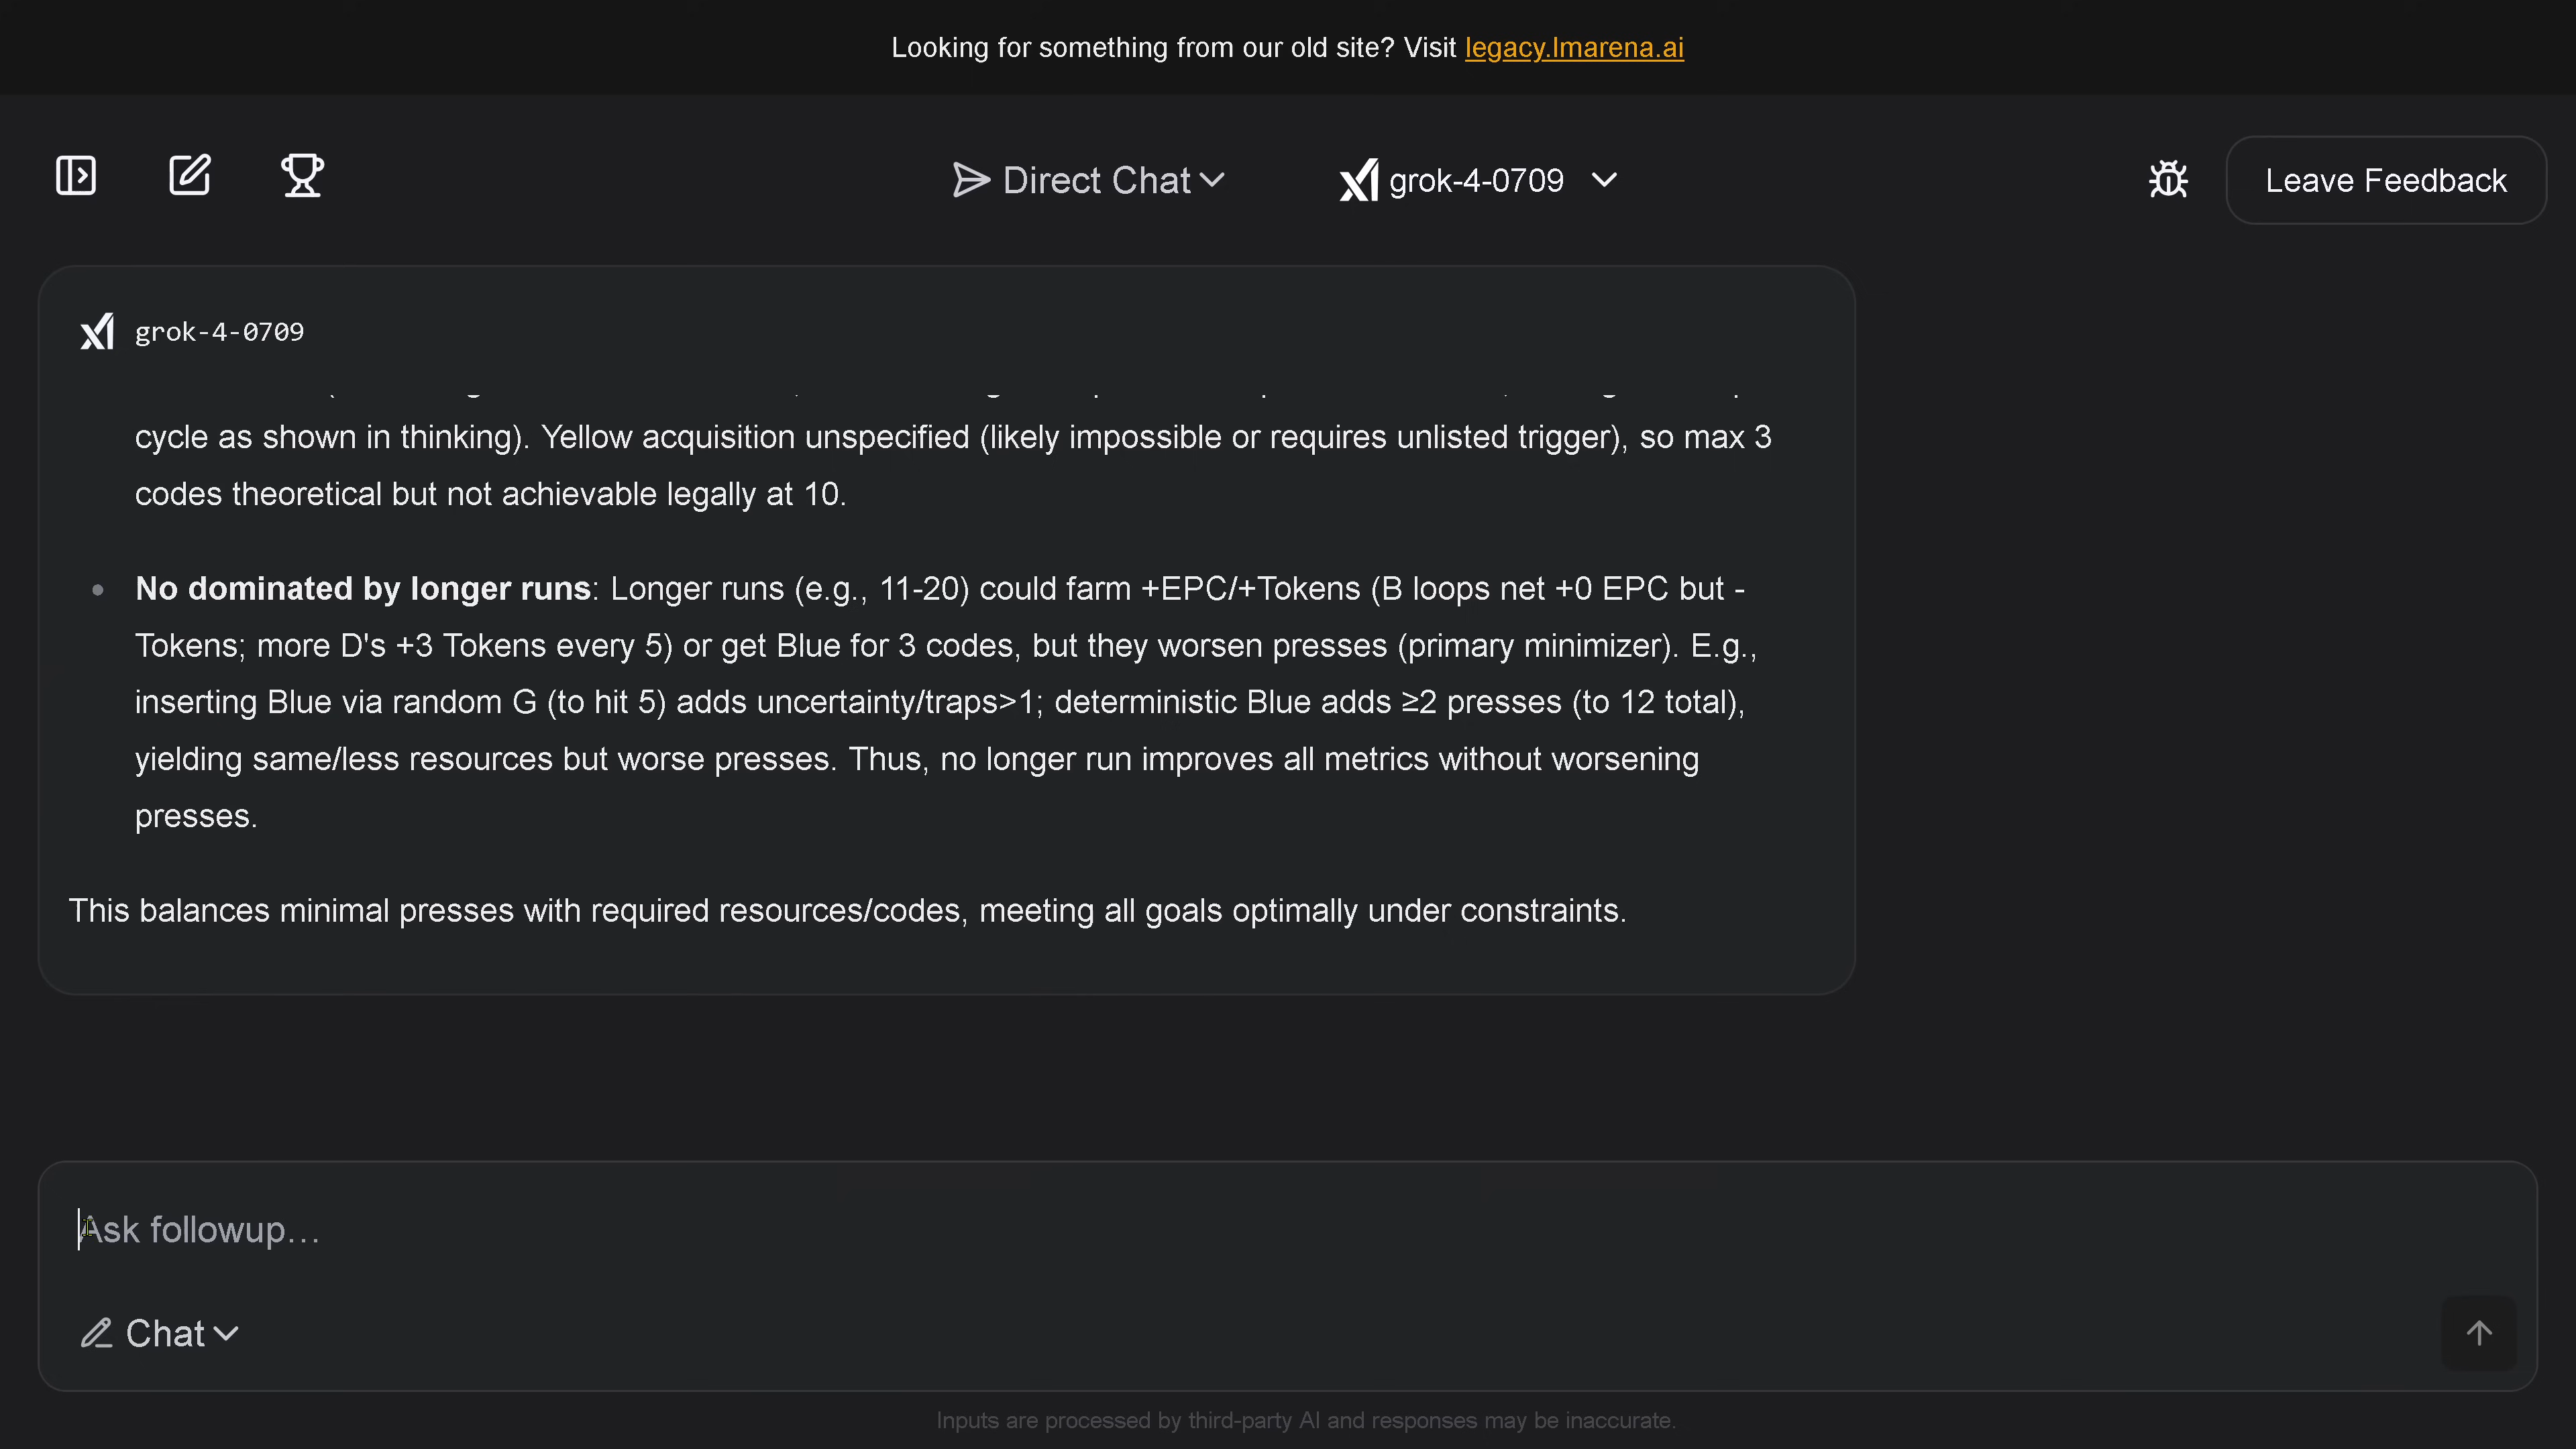 Looking for something from our old site? Visit legacy.lmarena.ai
Direct Chat
grok-4-0709
Leave Feedback
grok-4-0709
cycle as shown in thinking). Yellow acquisition unspecified (likely impossible or requires unlisted trigger), so max 3
codes theoretical but not achievable legally at 10.
No dominated by longer runs: Longer runs (e.g., 11-20) could farm +EPC/+Tokens (B loops net +0 EPC but -
Tokens; more D's +3 Tokens every 5) or get Blue for 3 codes, but they worsen presses (primary minimizer). E.g.,
inserting Blue via random G (to hit 5) adds uncertainty/traps>1; deterministic Blue adds ≥2 presses (to 12 total),
yielding same/less resources but worse presses. Thus, no longer run improves all metrics without worsening
presses.
This balances minimal presses with required resources/codes, meeting all goals optimally under constraints.
Ask followup…
Chat
Inputs are processed by third-party AI and responses may be inaccurate.